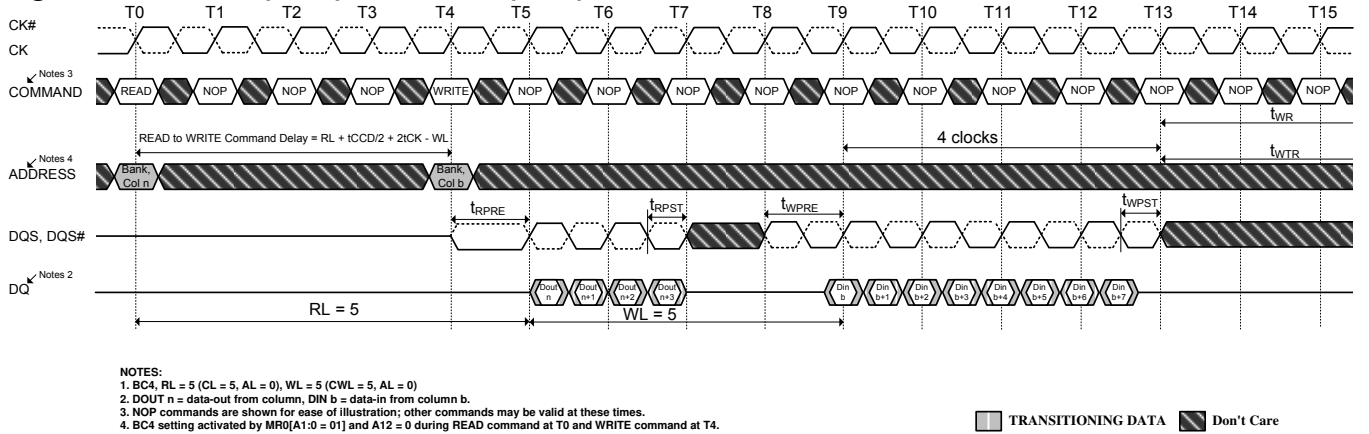 T0 T1 T2 T3 T4 T5 T6 T7 T8 T9 T10 T11 T12 T13 T14 T15
CK#
CK
Notes 3
COMMAND READ NOP NOP NOP WRITE NOP NOP NOP NOP NOP NOP NOP NOP NOP NOP NOP
tWR
READ to WRITE Command Delay = RL + tCCD/2 + 2tCK - WL
4 clocks
tWTR
Notes 4
ADDRESS
Bank, Col n
Bank, Col b
tRPRE tRPST tWPRE tWPST
DQS, DQS#
Notes 2
DQ
Dout n
Dout n+1
Dout n+2
Dout n+3
Din b
Din b+1
Din b+2
Din b+3
Din b+4
Din b+5
Din b+6
Din b+7
RL = 5 WL = 5
NOTES:
1. BC4, RL = 5 (CL = 5, AL = 0), WL = 5 (CWL = 5, AL = 0)
2. DOUT n = data-out from column, DIN b = data-in from column b.
3. NOP commands are shown for ease of illustration; other commands may be valid at these times.
4. BC4 setting activated by MR0[A1:0 = 01] and A12 = 0 during READ command at T0 and WRITE command at T4.
TRANSITIONING DATA Don't Care